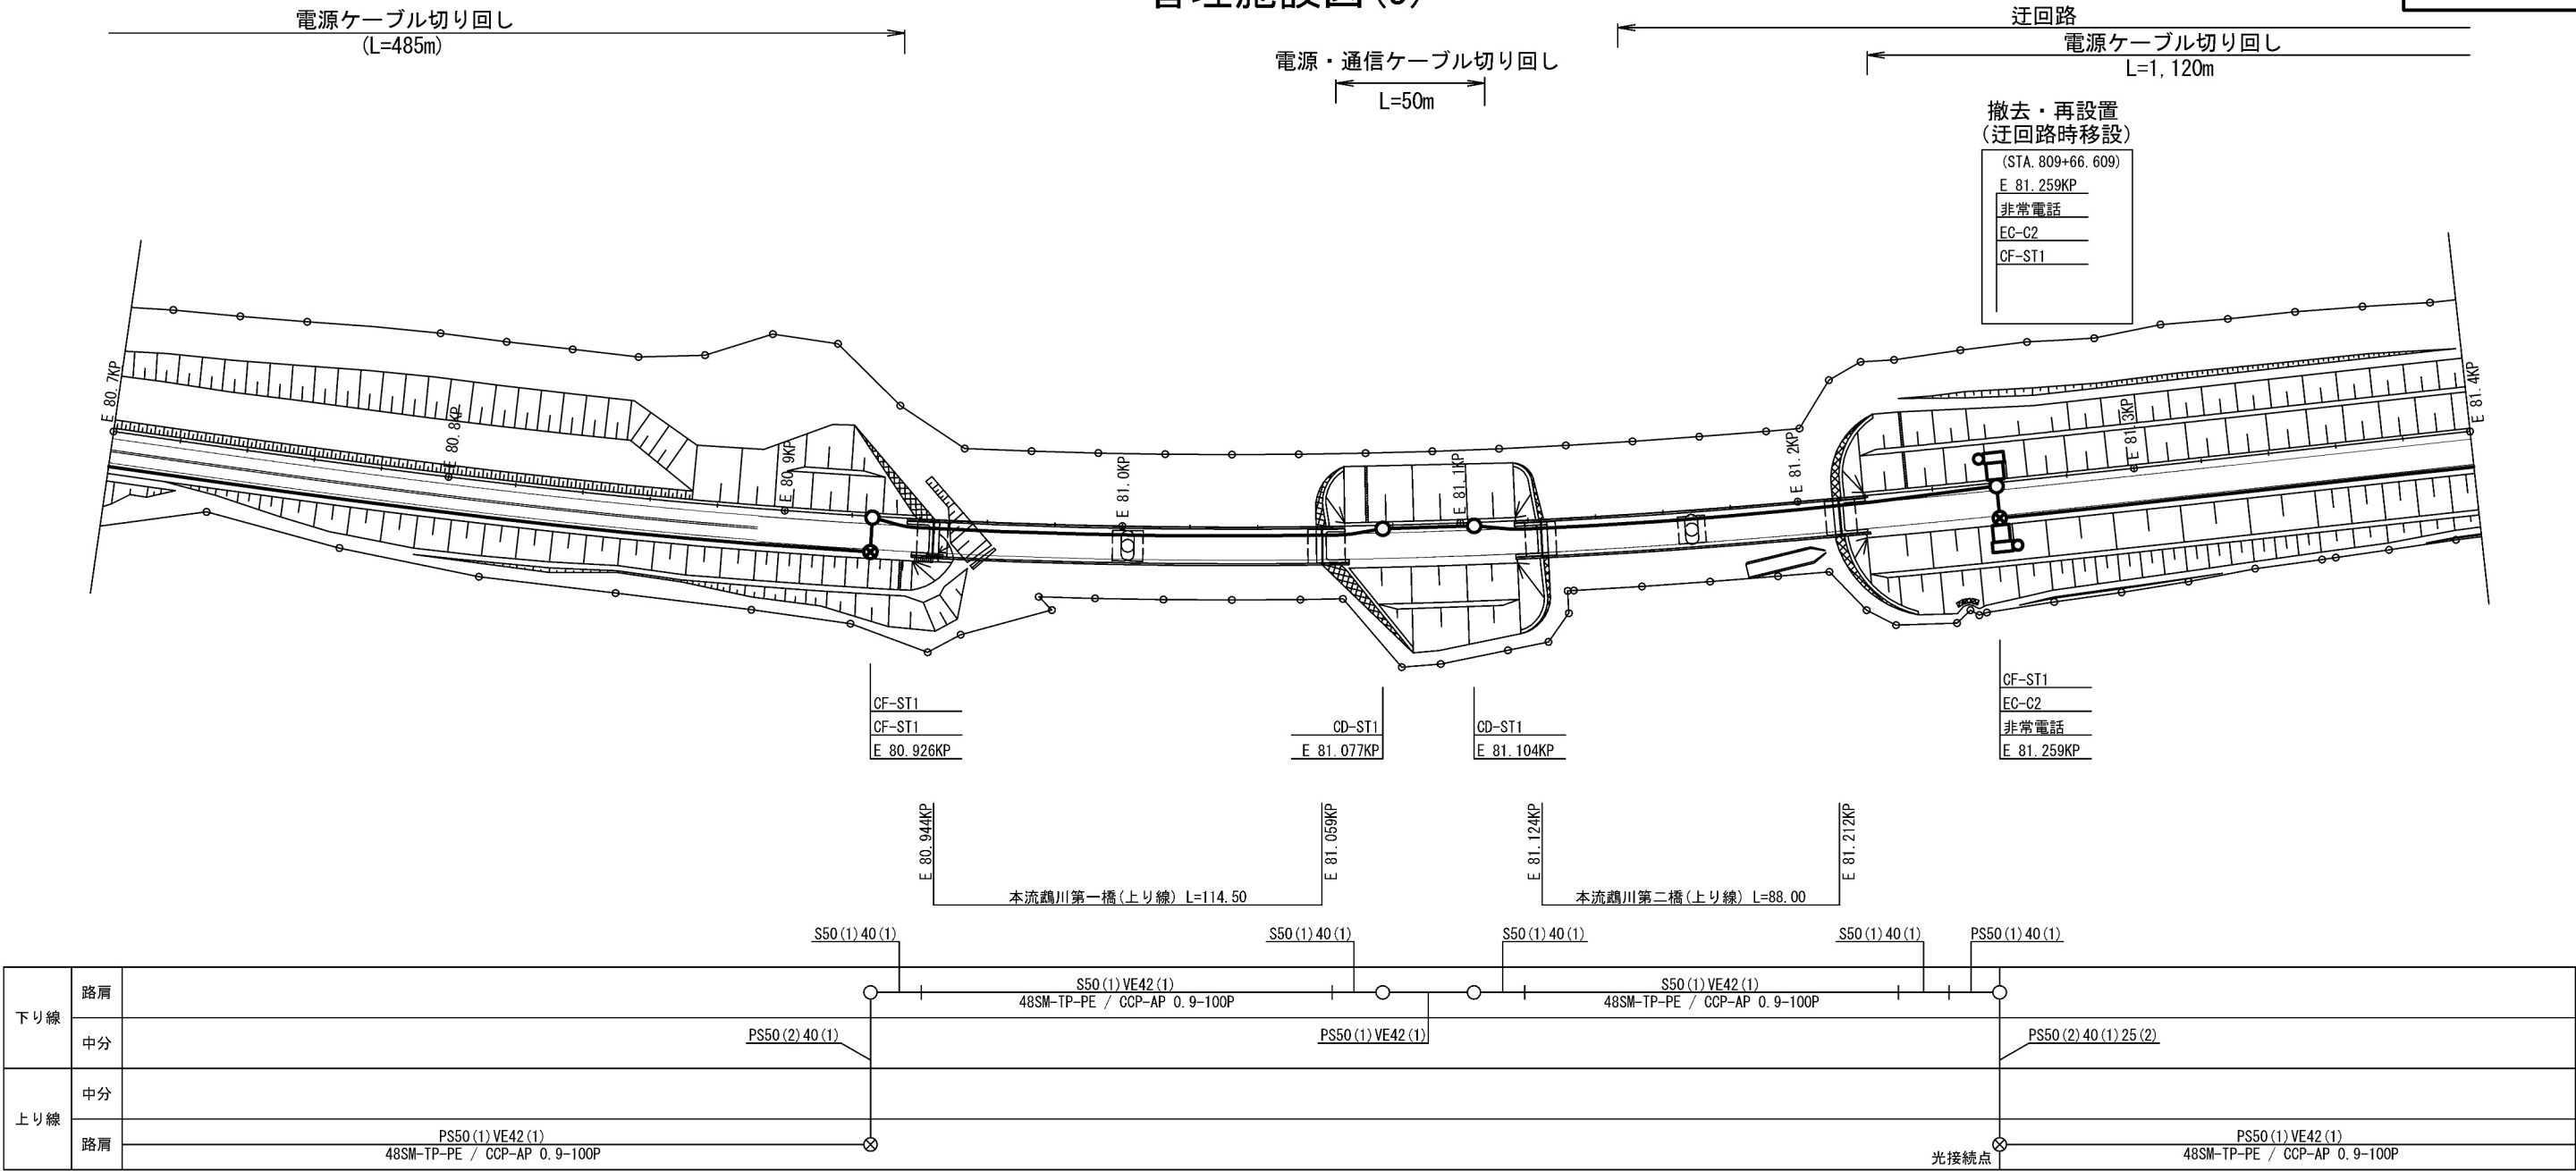 電源ケーブル切り回し
(L=485m)
迂回路
電源ケーブル切り回し
L=1,120m
電源・通信ケーブル切り回し
L=50m
撤去・再設置
(迂回路時移設)
(STA.809+66.609)
E 81.259KP
非常電話
EC-C2
CF-ST1
E 80.7KP
E 80.8KP
E 80.9KP
E 81.0KP
E 81.1KP
E 81.2KP
E 81.3KP
E 81.4KP
CF-ST1
CF-ST1
E 80.926KP
CD-ST1
E 81.077KP
CD-ST1
E 81.104KP
CF-ST1
EC-C2
非常電話
E 81.259KP
E 80.944KP
E 81.059KP
E 81.124KP
E 81.212KP
本流鵡川第一橋(上り線) L=114.50
本流鵡川第二橋(上り線) L=88.00
S50(1)40(1)
S50(1)40(1)
S50(1)40(1)
S50(1)40(1)
PS50(1)40(1)
下り線
路肩
S50(1)VE42(1)
48SM-TP-PE / CCP-AP 0.9-100P
S50(1)VE42(1)
48SM-TP-PE / CCP-AP 0.9-100P
中分
PS50(2)40(1)
PS50(1)VE42(1)
PS50(2)40(1)25(2)
上り線
中分
路肩
PS50(1)VE42(1)
48SM-TP-PE / CCP-AP 0.9-100P
光接続点
PS50(1)VE42(1)
48SM-TP-PE / CCP-AP 0.9-100P